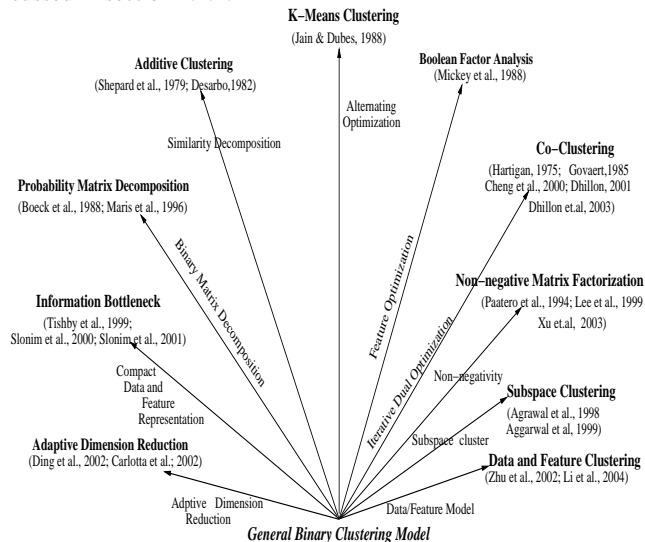 K−Means Clustering
(Jain & Dubes, 1988)
Additive Clustering
(Shepard et al., 1979; Desarbo,1982)
Boolean Factor Analysis
(Mickey et al., 1988)
Alternating
Optimization
Similarity Decomposition
Co−Clustering
(Hartigan, 1975; Govaert,1985
Cheng et al., 2000; Dhillon, 2001
Dhillon et.al, 2003)
Probability Matrix Decomposition
(Boeck et al., 1988; Maris et al., 1996)
Binary Matrix Decomposition
Feature Optimization
Iterative Dual Optimization
Non−negative Matrix Factorization
(Paatero et al., 1994; Lee et al., 1999
Xu et.al, 2003)
Information Bottleneck
(Tishby et al., 1999;
Slonim et al., 2000; Slonim et al., 2001)
Compact
Data and
Feature
Representation
Non−negativity
Subspace Clustering
(Agrawal et al., 1998
Aggarwal et al, 1999)
Subspace cluster
Adaptive Dimension Reduction
(Ding et al., 2002; Carlotta et al.; 2002)
Data and Feature Clustering
(Zhu et al., 2002; Li et al., 2004)
Adptive Dimension
Reduction
Data/Feature Model
General Binary Clustering Model